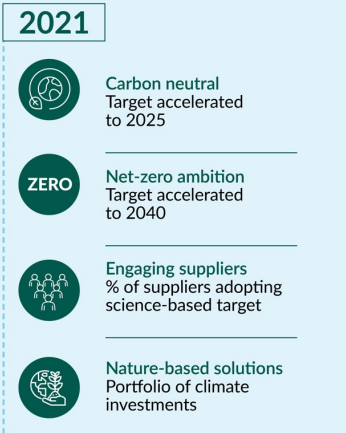 2021
Carbon neutral
Target accelerated
to 2025
ZERO
Net-zero ambition
Target accelerated
to 2040
Engaging suppliers
% of suppliers adopting
science-based target
Nature-based solutions
Portfolio of climate
investments